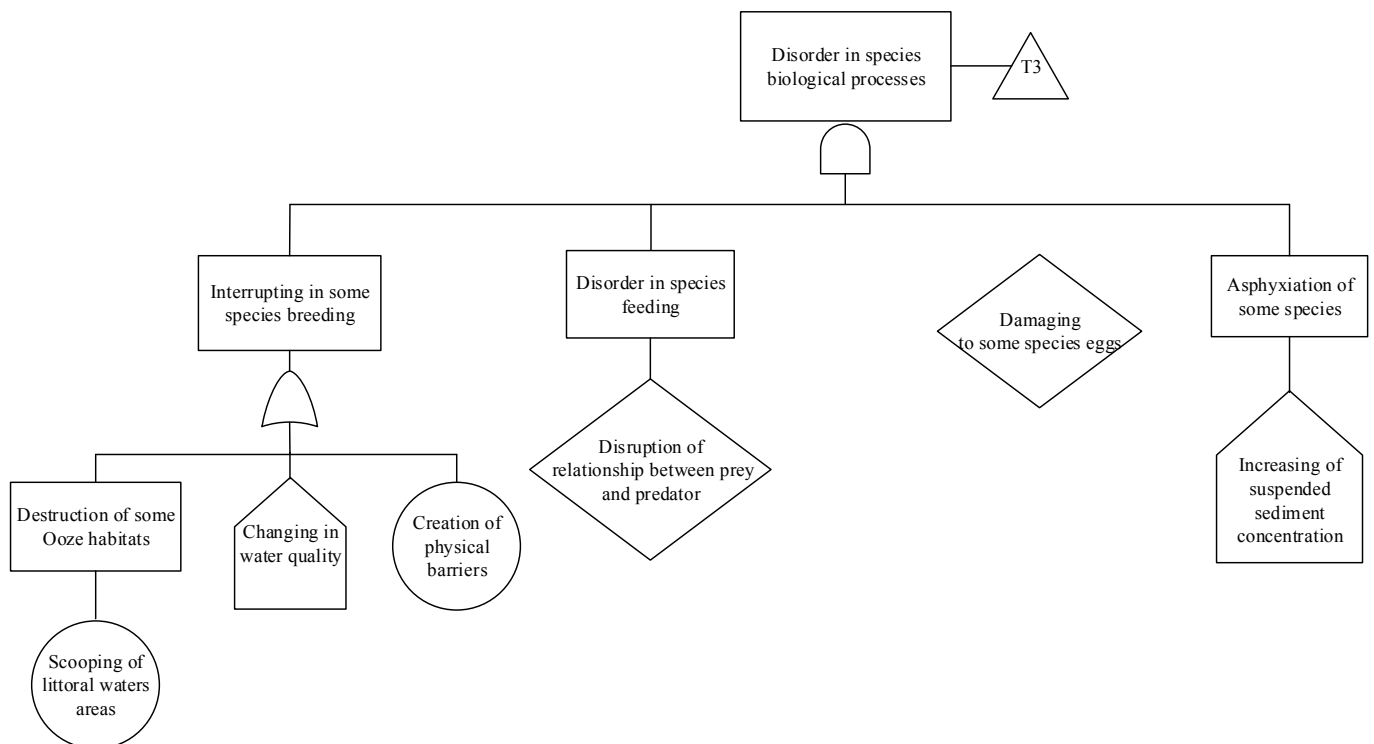 Disorder in species
biological processes
T3
Interrupting in some
species breeding
Disorder in species
feeding
Damaging
to some species eggs
Asphyxiation of
some species
Destruction of some
Ooze habitats
Changing in
water quality
Creation of
physical
barriers
Disruption of
relationship between prey
and predator
Increasing of
suspended
sediment
concentration
Scooping of
littoral waters
areas